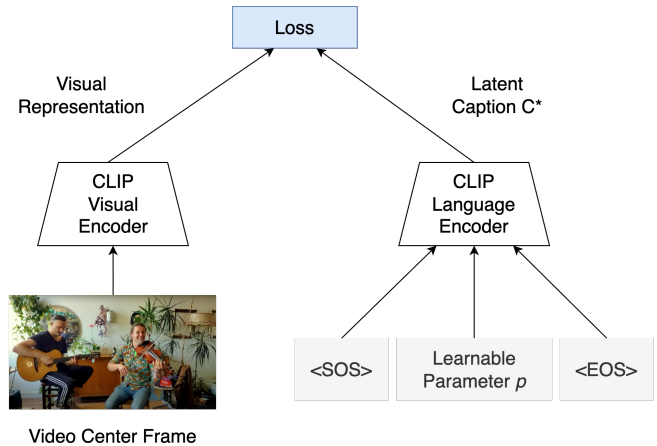 Loss
Visual
Representation
Latent
Caption C*
CLIP
Visual
Encoder
CLIP
Language
Encoder
<SOS>
Learnable
Parameter p
<EOS>
Video Center Frame